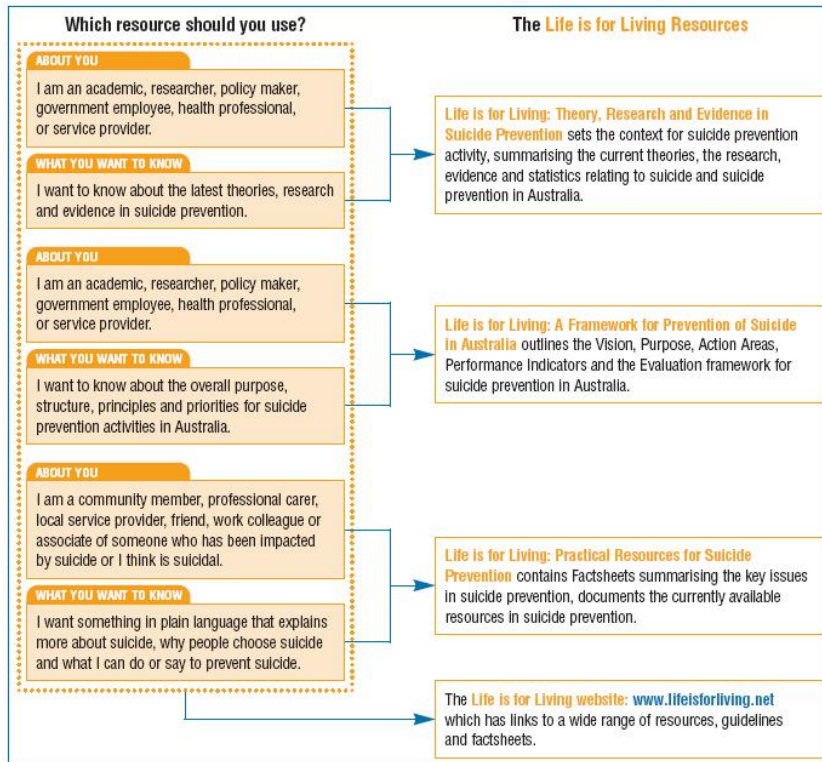 Which resource should you use?
The Life is for Living Resources
ABOUT YOU
I am an academic, researcher, policy maker,
government employee, health professional,
or service provider.
WHAT YOU WANT TO KNOW
I want to know about the latest theories, research
and evidence in suicide prevention.
Life is for Living: Theory, Research and Evidence in
Suicide Prevention sets the context for suicide prevention
activity, summarising the current theories, the research,
evidence and statistics relating to suicide and suicide
prevention in Australia.
ABOUT YOU
I am an academic, researcher, policy maker,
government employee, health professional,
or service provider.
WHAT YOU WANT TO KNOW
I want to know about the overall purpose,
structure, principles and priorities for suicide
prevention activities in Australia.
Life is for Living: A Framework for Prevention of Suicide
in Australia outlines the Vision, Purpose, Action Areas,
Performance Indicators and the Evaluation framework for
suicide prevention in Australia.
ABOUT YOU
I am a community member, professional carer,
local service provider, friend, work colleague or
associate of someone who has been impacted
by suicide or I think is suicidal.
WHAT YOU WANT TO KNOW
I want something in plain language that explains
more about suicide, why people choose suicide
and what I can do or say to prevent suicide.
Life is for Living: Practical Resources for Suicide
Prevention contains Factsheets summarising the key issues
in suicide prevention, documents the currently available
resources in suicide prevention.
The Life is for Living website: www.lifeisforliving.net
which has links to a wide range of resources, guidelines
and factsheets.